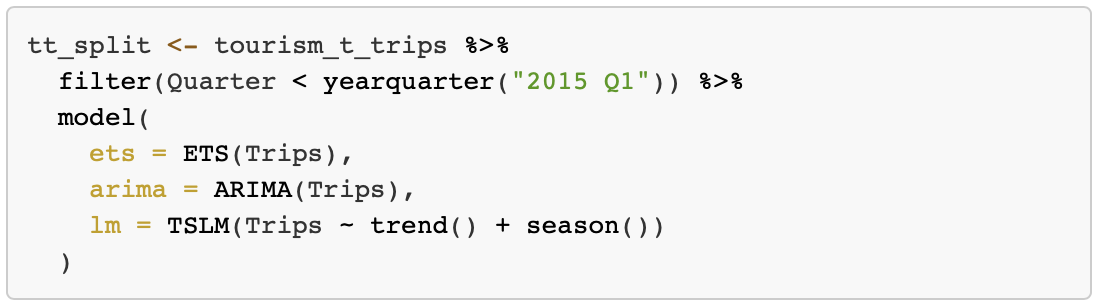 tt_split <- tourism_t_trips %>%
  filter(Quarter < yearquarter("2015 Q1")) %>%
  model(
    ets = ETS(Trips),
    arima = ARIMA(Trips),
    lm = TSLM(Trips ~ trend() + season())
  )